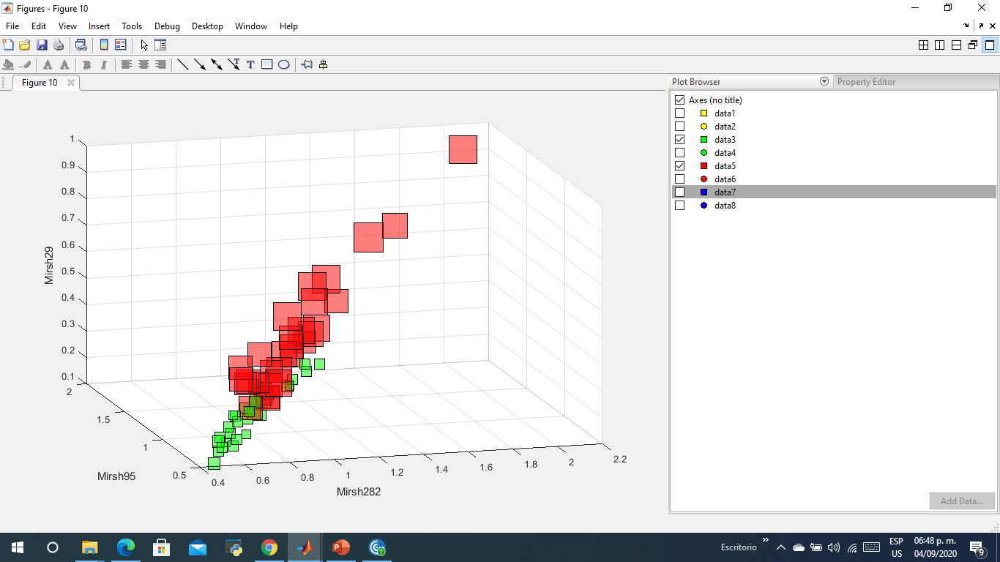 Figures - Figure 10
File Edit View Insert Tools Debug Desktop Window Help
A A B I T T
Figure 10
Plot Browser
Property Editor
Axes (no title)
data1
data2
data3
data4
data5
data6
data7
data8
Add Data...
1
0.9
0.8
0.7
0.6
0.5
0.4
0.3
0.2
0.1
Mirsh29
2
1.5
1
0.5
Mirsh95
0.4 0.6 0.8 1 1.2 1.4 1.6 1.8 2 2.2
Mirsh282
Escritorio
ESP
US
06:48 p. m.
04/09/2020
9